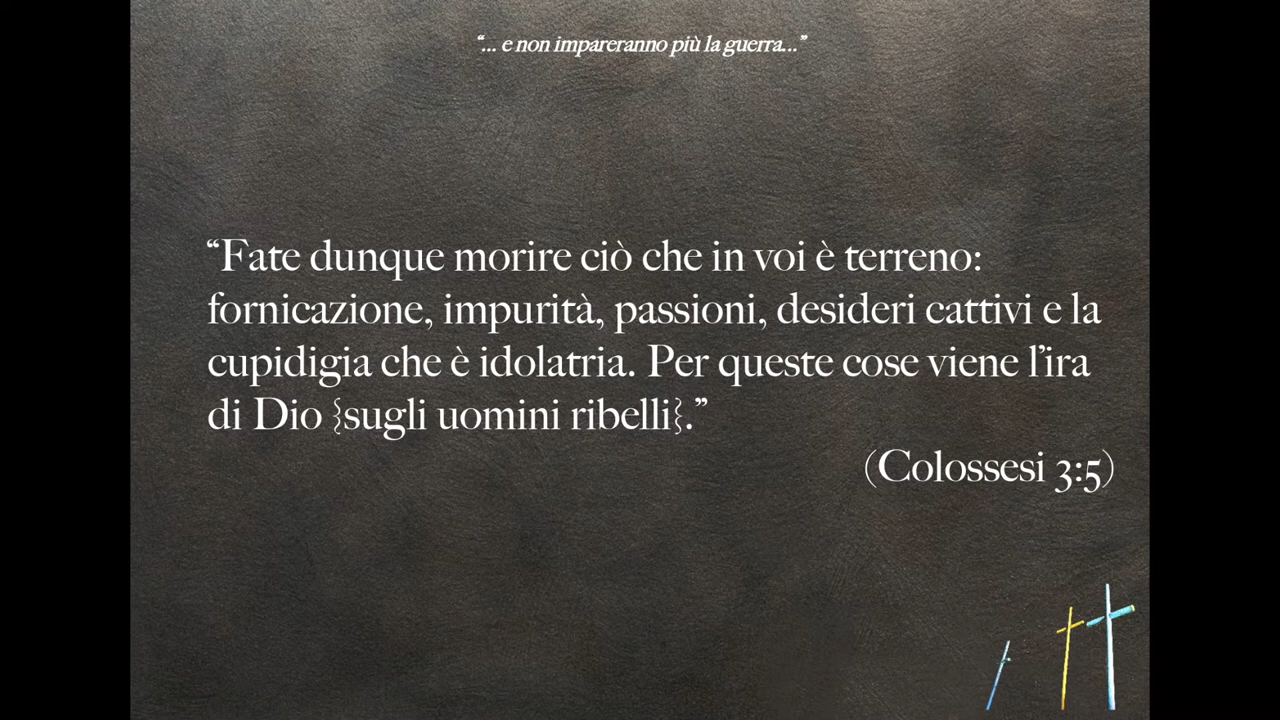 “... e non impareranno più la guerra...”
“Fate dunque morire ciò che in voi è terreno:
fornicazione, impurità, passioni, desideri cattivi e la
cupidigia che è idolatria. Per queste cose viene l’ira
di Dio {sugli uomini ribelli}.”
(Colossesi 3:5)